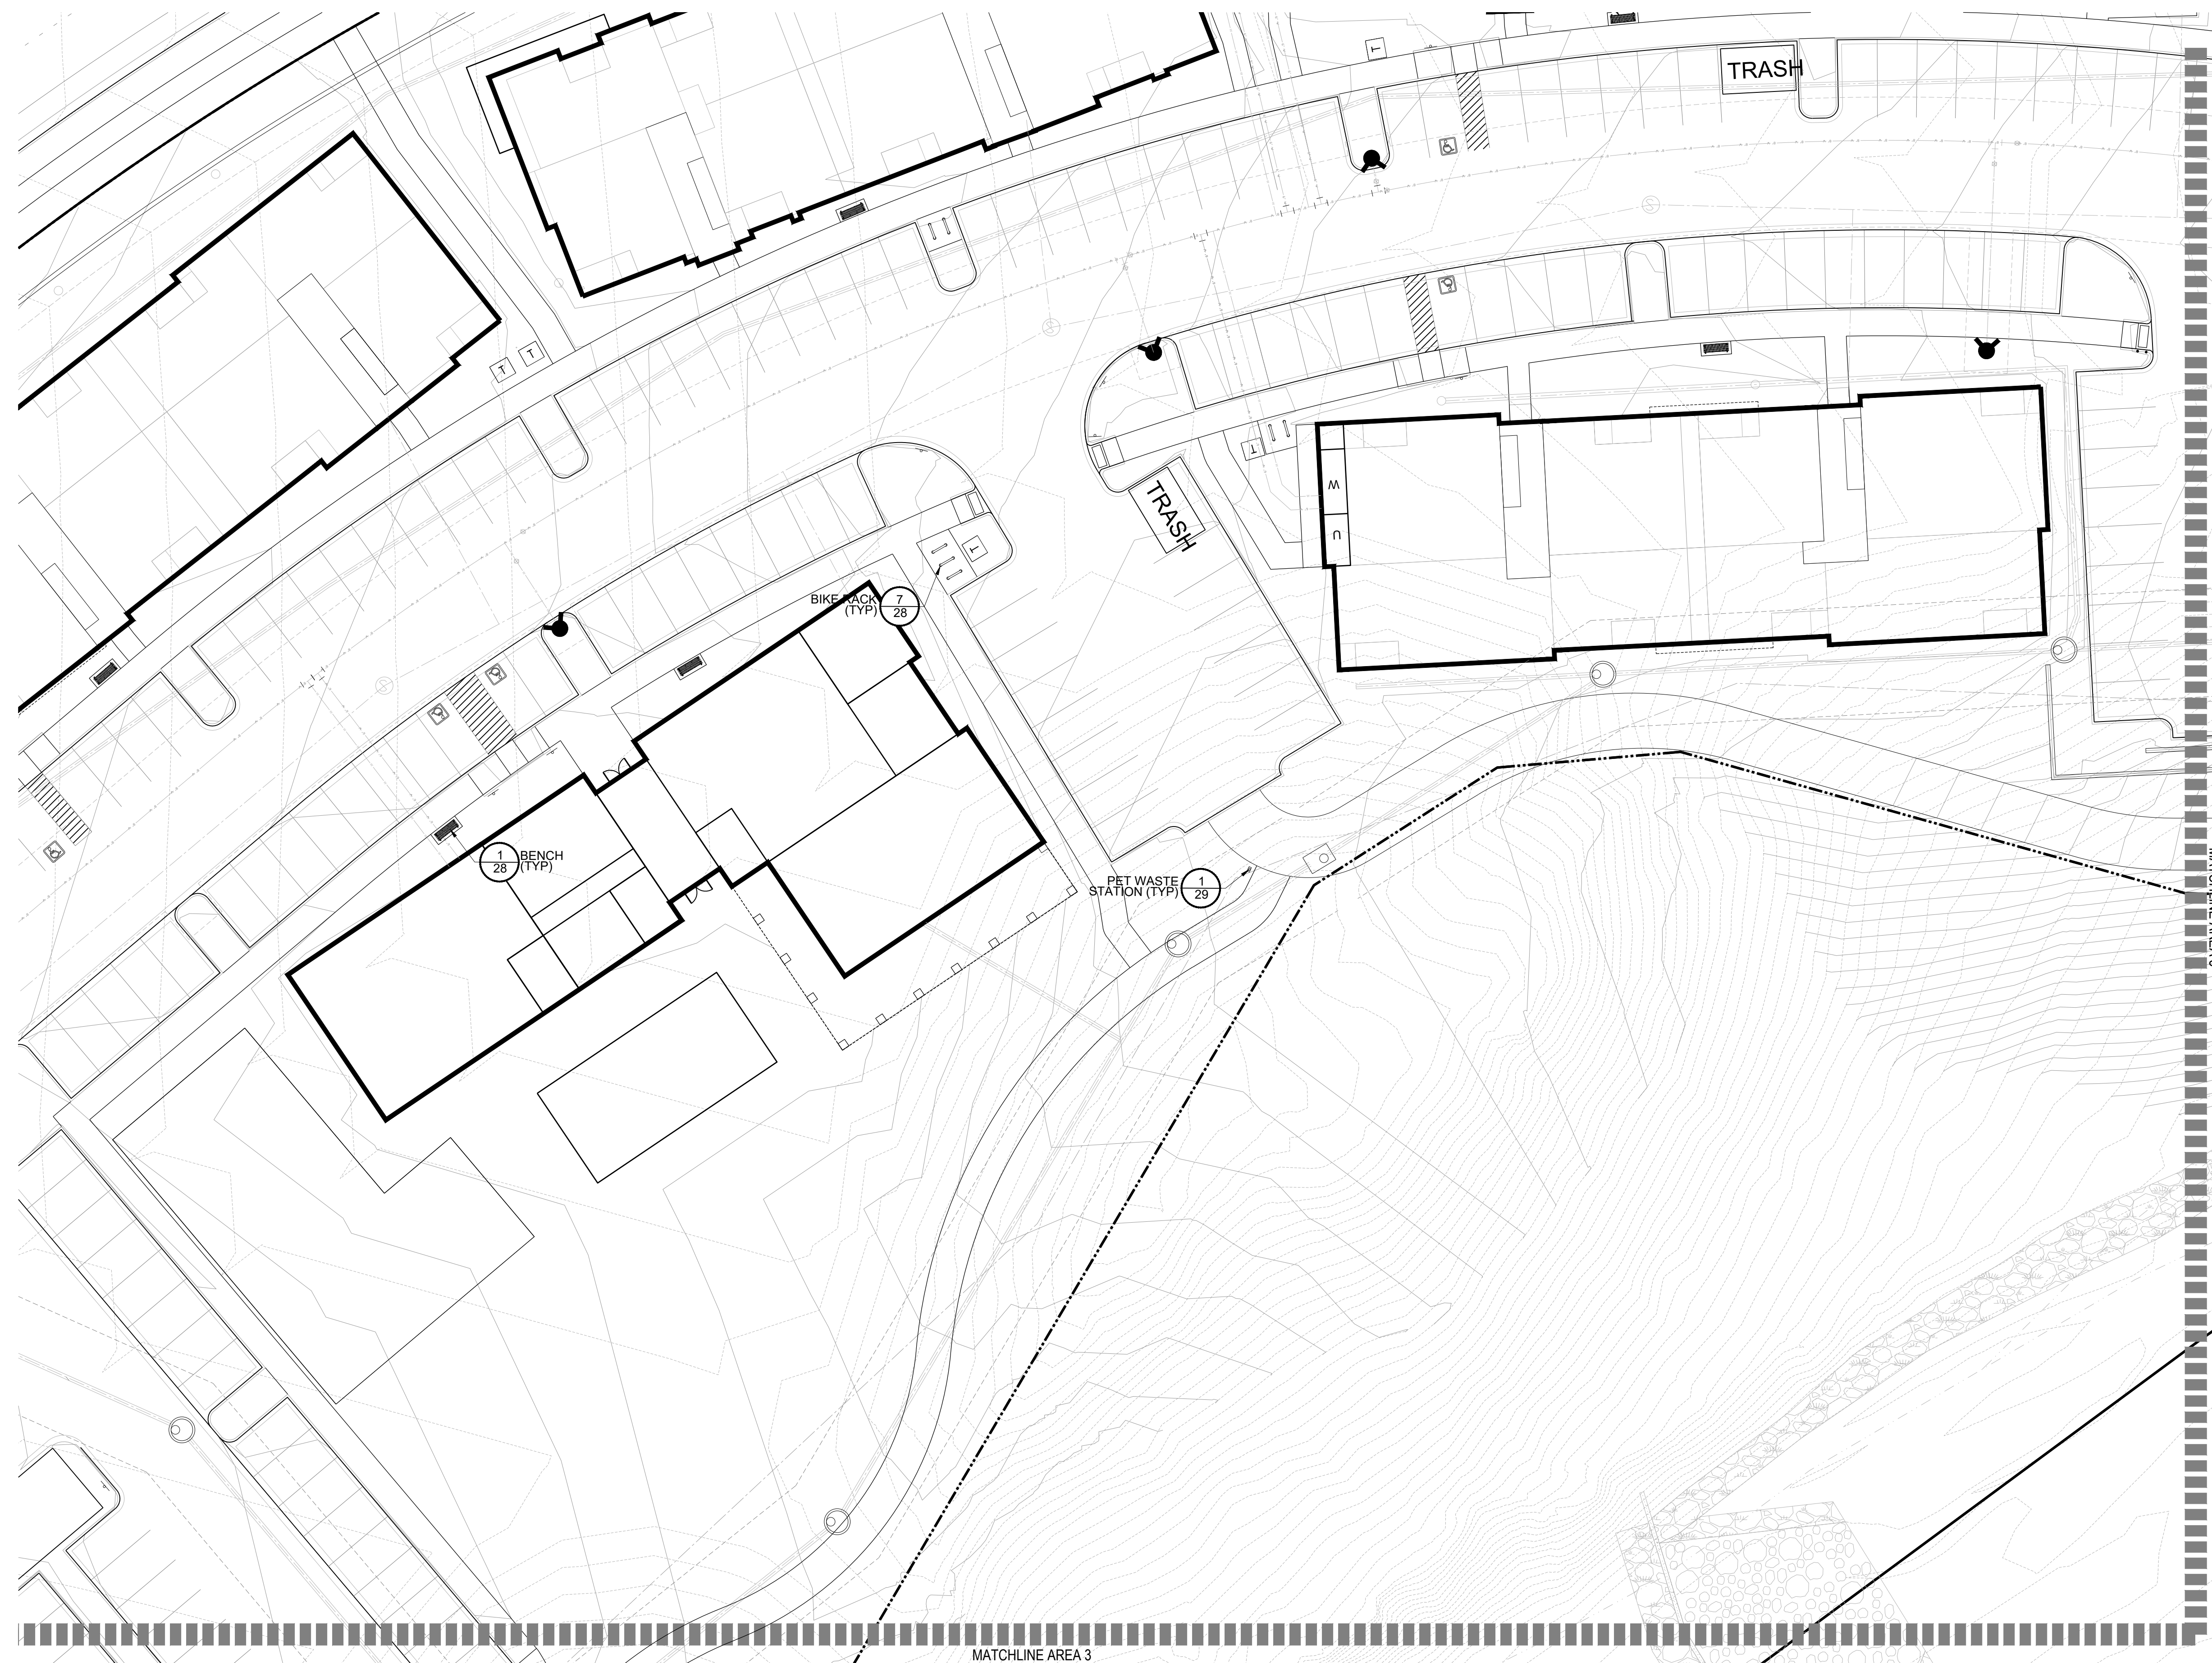 T
TRASH
T
T
T
TRASH
W
U
T
BIKE RACK
(TYP)
7
28
1
28
BENCH
(TYP)
PET WASTE
STATION (TYP)
1
29
MATCHLINE AREA 3